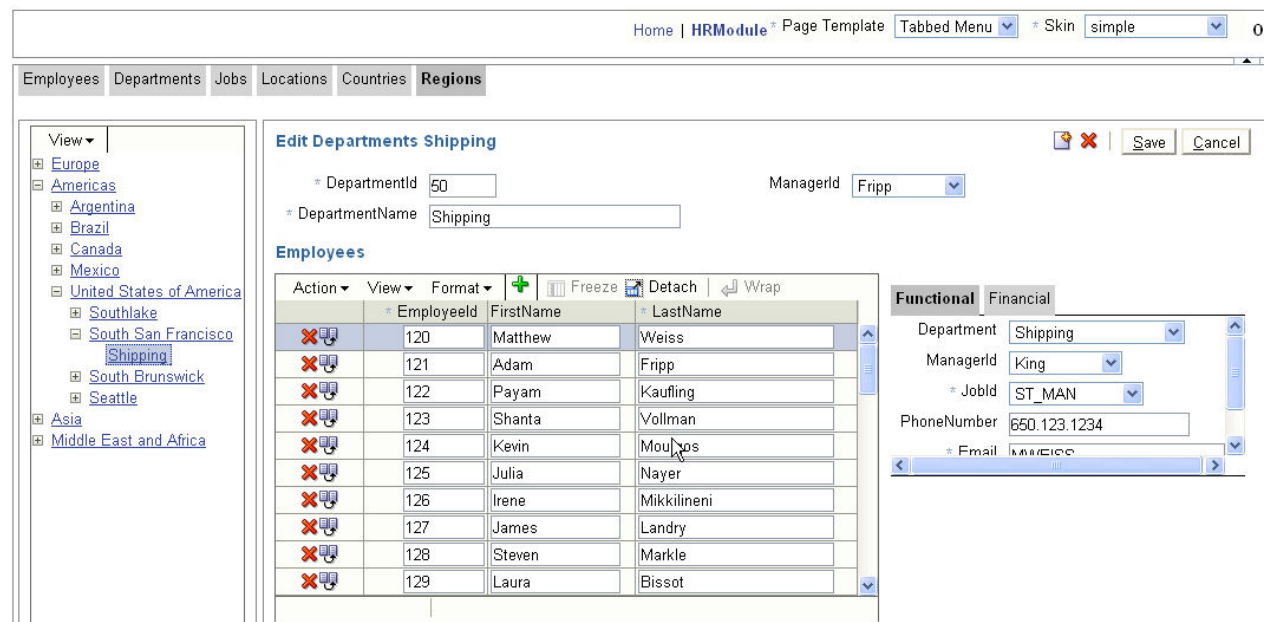 Home | HRModule * Page Template Tabbed Menu * Skin simple
Employees Departments Jobs Locations Countries Regions
View
Europe
Americas
Argentina
Brazil
Canada
Mexico
United States of America
Southlake
South San Francisco
Shipping
South Brunswick
Seattle
Asia
Middle East and Africa
Edit Departments Shipping
Save Cancel
* DepartmentId 50 ManagerId Fripp
* DepartmentName Shipping
Employees
Action View Format Freeze Detach Wrap
* EmployeeId FirstName * LastName
120 Matthew Weiss
121 Adam Fripp
122 Payam Kaufling
123 Shanta Vollman
124 Kevin
125 Julia Nayer
126 Irene Mikkilineni
127 James Landry
128 Steven Markle
129 Laura Bissot
Functional Financial
Department Shipping
ManagerId King
* JobId ST_MAN
PhoneNumber 650.123.1234
* Email MWEISS